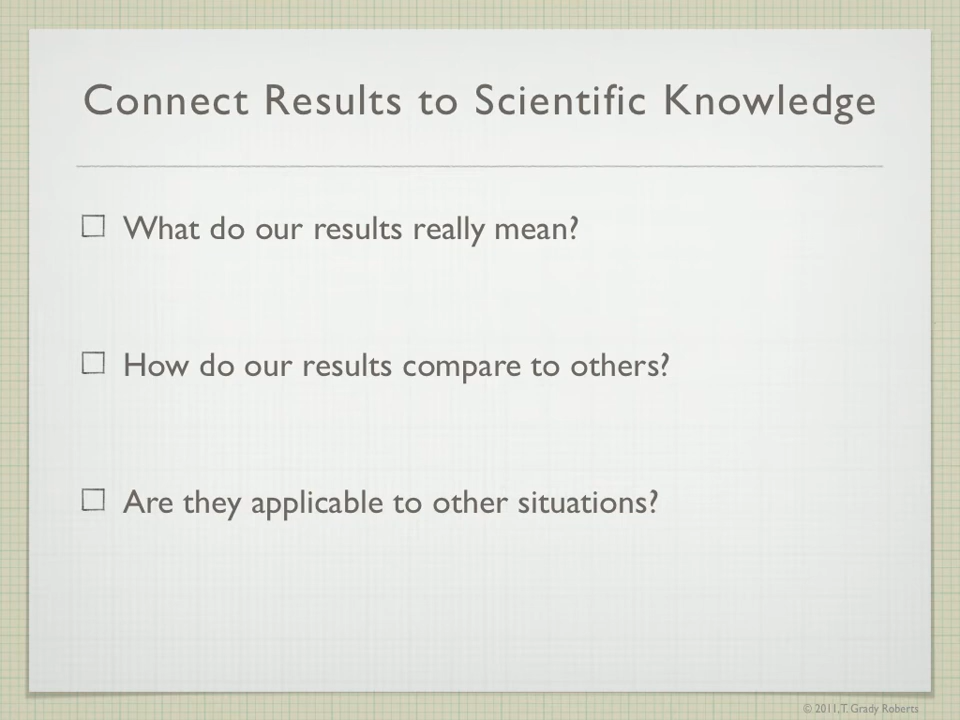 Connect Results to Scientific Knowledge
What do our results really mean?
How do our results compare to others?
Are they applicable to other situations?
© 2011, T. Grady Roberts